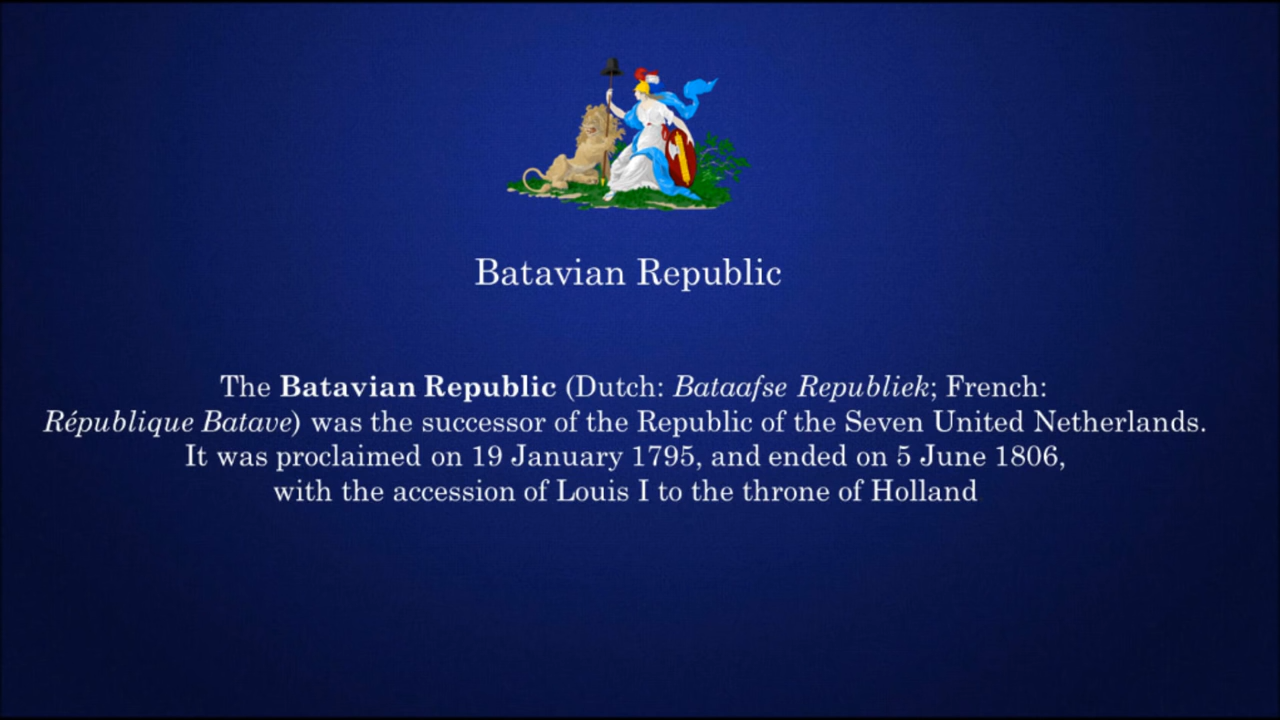 Batavian Republic
The Batavian Republic (Dutch: Bataafse Republiek; French:
République Batave) was the successor of the Republic of the Seven United Netherlands.
It was proclaimed on 19 January 1795, and ended on 5 June 1806,
with the accession of Louis I to the throne of Holland